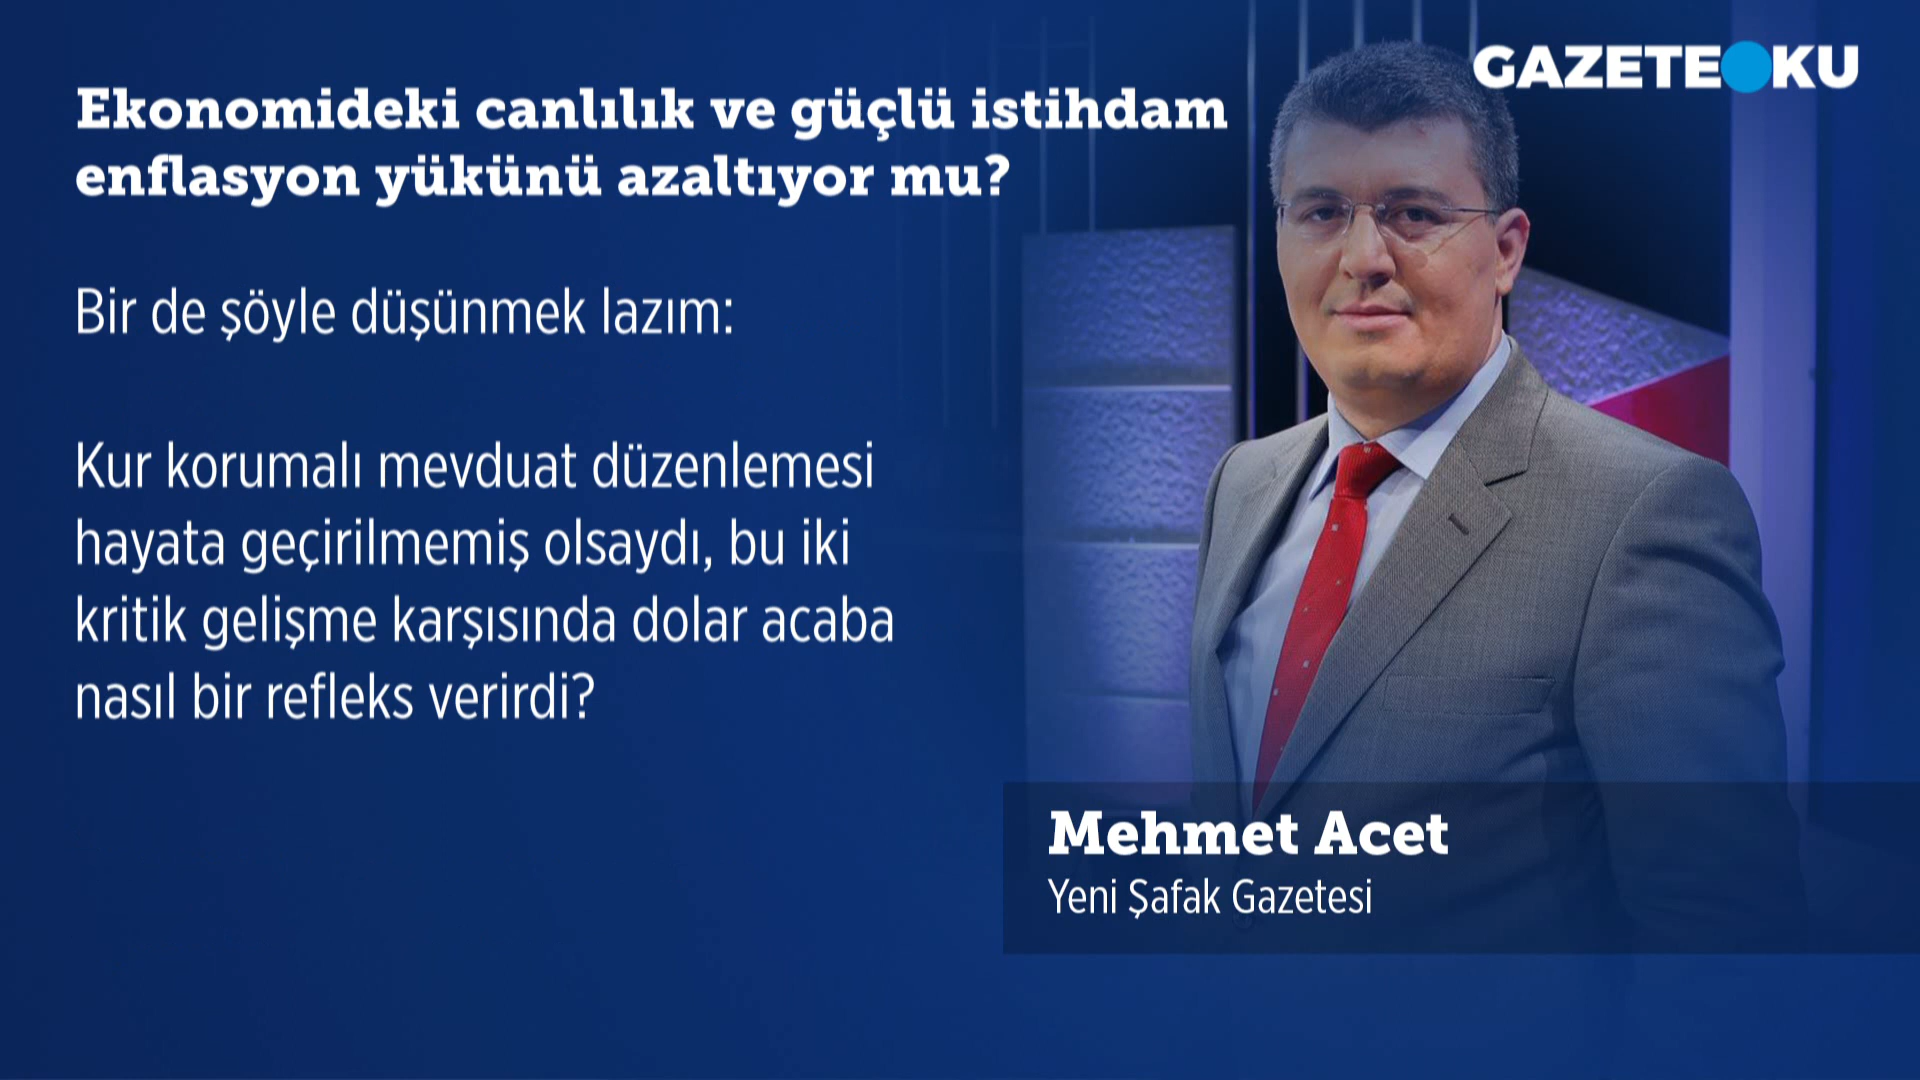 GAZETE OKU
Ekonomideki canlılık ve güçlü istihdam
enflasyon yükünü azaltıyor mu?
Bir de şöyle düşünmek lazım:
Kur korumalı mevduat düzenlemesi
hayata geçirilmemiş olsaydı, bu iki
kritik gelişme karşısında dolar acaba
nasıl bir refleks verirdi?
Mehmet Acet
Yeni Şafak Gazetesi